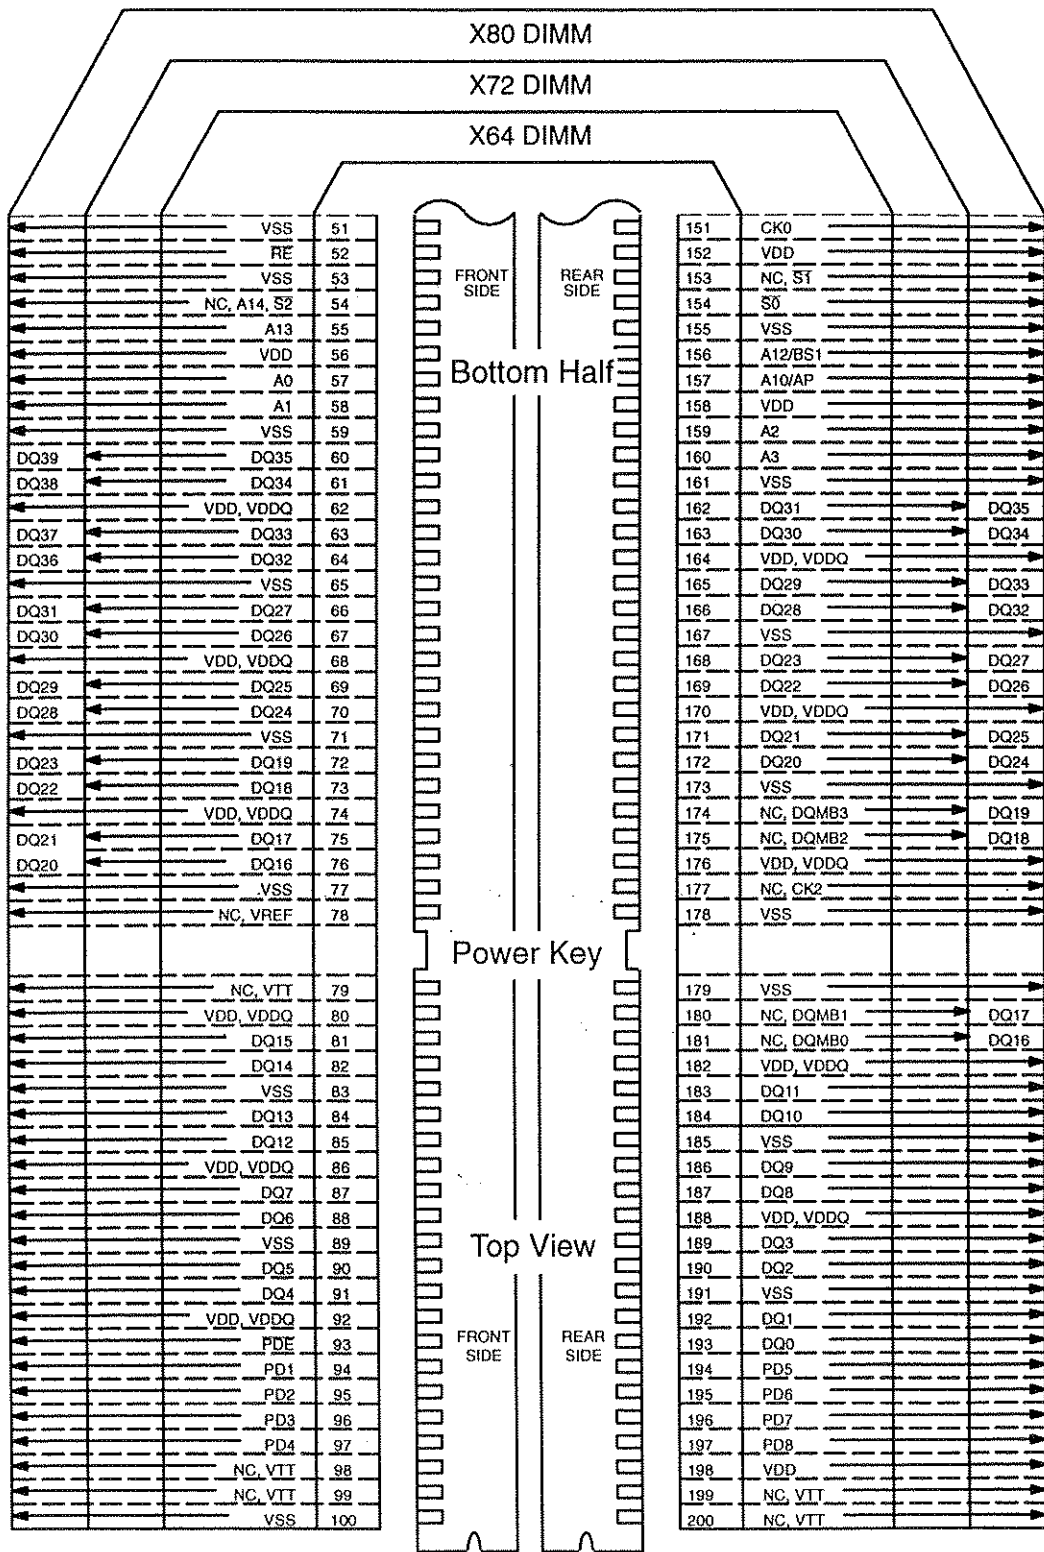 X80 DIMM
X72 DIMM
X64 DIMM
VSS 51 151 CK0
RE 52 152 VDD
VSS 53 FRONT SIDE REAR SIDE 153 NC, S1
NC, A14, S2 54 154 S0
A13 55 155 VSS
VDD 56 156 A12/BS1
Bottom Half
A0 57 157 A10/AP
A1 58 158 VDD
VSS 59 159 A2
DQ39 DQ35 60 160 A3
DQ38 DQ34 61 161 VSS
VDD, VDDQ 62 162 DQ31 DQ35
DQ37 DQ33 63 163 DQ30 DQ34
DQ36 DQ32 64 164 VDD, VDDQ
VSS 65 165 DQ29 DQ33
DQ31 DQ27 66 166 DQ28 DQ32
DQ30 DQ26 67 167 VSS
VDD, VDDQ 68 168 DQ23 DQ27
DQ29 DQ25 69 169 DQ22 DQ26
DQ28 DQ24 70 170 VDD, VDDQ
VSS 71 171 DQ21 DQ25
DQ23 DQ19 72 172 DQ20 DQ24
DQ22 DQ18 73 173 VSS
VDD, VDDQ 74 174 NC, DQMB3 DQ19
DQ21 DQ17 75 175 NC, DQMB2 DQ18
DQ20 DQ16 76 176 VDD, VDDQ
VSS 77 177 NC, CK2
NC, VREF 78 178 VSS
Power Key
NC, VTT 79 179 VSS
VDD, VDDQ 80 180 NC, DQMB1 DQ17
DQ15 81 181 NC, DQMB0 DQ16
DQ14 82 182 VDD, VDDQ
VSS 83 183 DQ11
DQ13 84 184 DQ10
DQ12 85 185 VSS
VDD, VDDQ 86 186 DQ9
DQ7 87 187 DQ8
DQ6 88 188 VDD, VDDQ
VSS 89 Top View 189 DQ3
DQ5 90 190 DQ2
DQ4 91 191 VSS
VDD, VDDQ 92 192 DQ1
PDE 93 FRONT SIDE REAR SIDE 193 DQ0
PD1 94 194 PD5
PD2 95 195 PD6
PD3 96 196 PD7
PD4 97 197 PD8
NC, VTT 98 198 VDD
NC, VTT 99 199 NC, VTT
VSS 100 200 NC, VTT